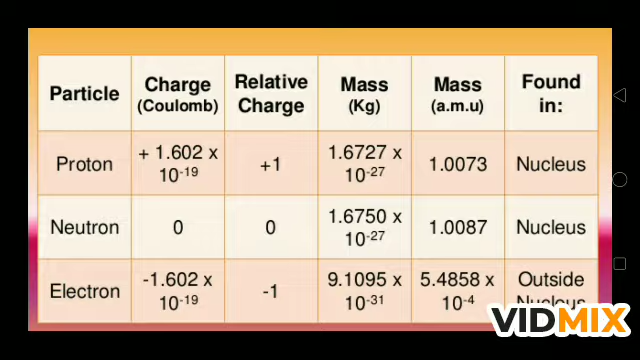 Particle Charge (Coulomb) Relative Charge Mass (Kg) Mass (a.m.u) Found in:
Proton + 1.602 x 10-19 +1 1.6727 x 10-27 1.0073 Nucleus
Neutron 0 0 1.6750 x 10-27 1.0087 Nucleus
Electron -1.602 x 10-19 -1 9.1095 x 10-31 5.4858 x 10-4 Outside Nucleus
VIDMIX